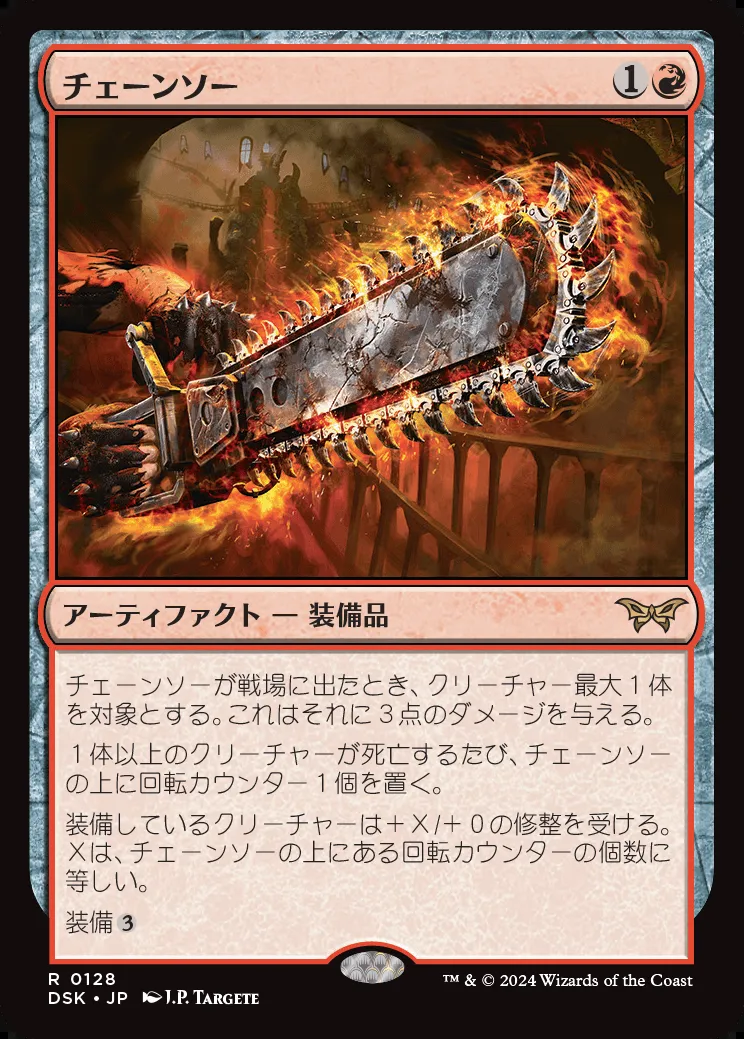 チェーンソー 1
アーティファクト — 装備品
チェーンソーが戦場に出たとき、クリーチャー最大１体
を対象とする。これはそれに３点のダメージを与える。
１体以上のクリーチャーが死亡するたび、チェーンソー
の上に回転カウンター１個を置く。
装備しているクリーチャーは＋Ｘ/＋０の修整を受ける。
Ｘは、チェーンソーの上にある回転カウンターの個数に
等しい。
装備 3
R 0128
DSK • JP J.P. Targete
™ & © 2024 Wizards of the Coast